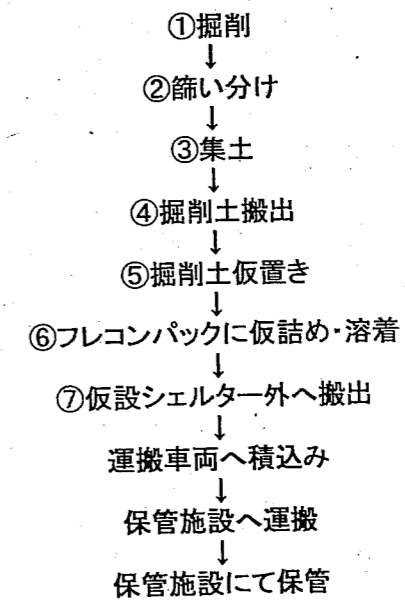 ①掘削
↓
②篩い分け
↓
③集土
↓
④掘削土搬出
↓
⑤掘削土仮置き
↓
⑥フレコンパックに仮詰め・溶着
↓
⑦仮設シェルター外へ搬出
↓
運搬車両へ積込み
↓
保管施設へ運搬
↓
保管施設にて保管